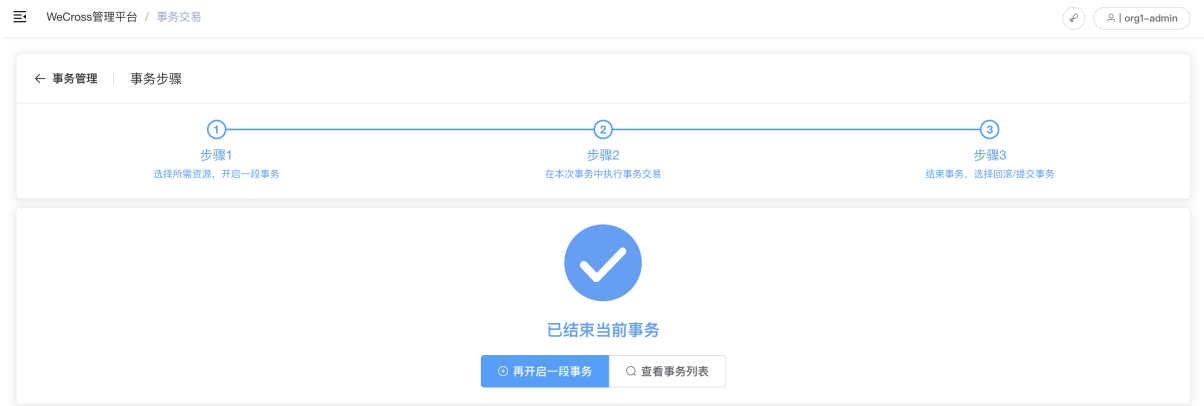 WeCross管理平台 / 事务交易
org1-admin
← 事务管理 事务步骤
1 2 3
步骤1 步骤2 步骤3
选择所需资源，开启一段事务 在本次事务中执行事务交易 结束事务，选择回滚/提交事务
已结束当前事务
再开启一段事务 查看事务列表